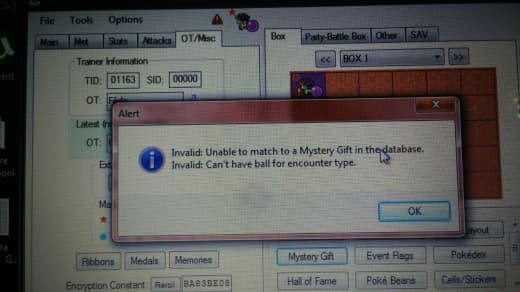 File Tools Options
Main Met Stats Attacks OT/Misc
Box Party-Battle Box Other SAV
Trainer Information
<< BOX 1 >>
TID: 01163 SID: 00000
OT:
Alert
Latest
OT:
Invalid: Unable to match to a Mystery Gift in the database.
Invalid: Can't have ball for encounter type.
OK
Ribbons Medals Memories
Mystery Gift Event Flags Pokédex
Encryption Constant: Reroll BAE3BE08
Hall of Fame Poké Beans Cells/Stickers